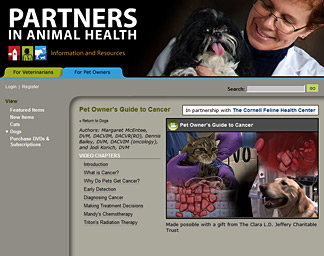 PARTNERS
IN ANIMAL HEALTH
Information and Resources
For Veterinarians
For Pet Owners
Login | Register
Search:
GO
View
Featured Items
New Items
Cats
Dogs
Purchase DVDs &
Subscriptions
Pet Owner's Guide to Cancer
» Return to Dogs
Authors: Margaret McEntee,
DVM, DACVIM, DACVR(RO), Dennis
Bailey, DVM, DACVIM (oncology),
and Jodi Korich, DVM
VIDEO CHAPTERS
Introduction
What is Cancer?
Why Do Pets Get Cancer?
Early Detection
Diagnosing Cancer
Making Treatment Decisions
Mandy's Chemotherapy
Triton's Radiation Therapy
In partnership with The Cornell Feline Health Center
Pet Owner's Guide to Cancer
Made possible with a gift from The Clara L.D. Jeffery Charitable
Trust